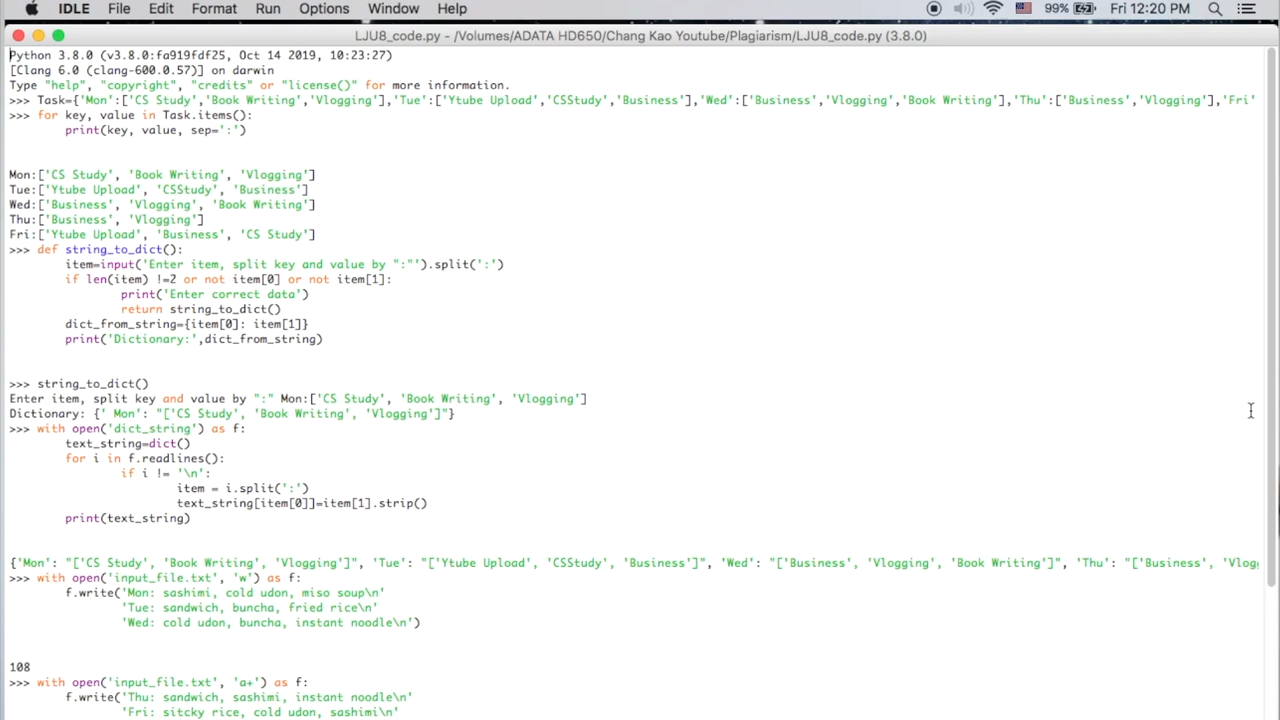 IDLE File Edit Format Run Options Window Help 99% Fri 12:20 PM
LJU8_code.py - /Volumes/ADATA HD650/Chang Kao Youtube/Plagiarism/LJU8_code.py (3.8.0)
Python 3.8.0 (v3.8.0:fa919fdf25, Oct 14 2019, 10:23:27)
[Clang 6.0 (clang-600.0.57)] on darwin
Type "help", "copyright", "credits" or "license()" for more information.
>>> Task={'Mon':['CS Study','Book Writing','Vlogging'],'Tue':['Ytube Upload','CSStudy','Business'],'Wed':['Business','Vlogging','Book Writing'],'Thu':['Business','Vlogging'],'Fri'
>>> for key, value in Task.items():
print(key, value, sep=':')
Mon:['CS Study', 'Book Writing', 'Vlogging']
Tue:['Ytube Upload', 'CSStudy', 'Business']
Wed:['Business', 'Vlogging', 'Book Writing']
Thu:['Business', 'Vlogging']
Fri:['Ytube Upload', 'Business', 'CS Study']
>>> def string_to_dict():
item=input('Enter item, split key and value by ":"').split(':')
if len(item) !=2 or not item[0] or not item[1]:
print('Enter correct data')
return string_to_dict()
dict_from_string={item[0]: item[1]}
print('Dictionary:',dict_from_string)
>>> string_to_dict()
Enter item, split key and value by ":" Mon:['CS Study', 'Book Writing', 'Vlogging']
Dictionary: {' Mon': "['CS Study', 'Book Writing', 'Vlogging']"}
>>> with open('dict_string') as f:
text_string=dict()
for i in f.readlines():
if i != '\n':
item = i.split(':')
text_string[item[0]]=item[1].strip()
print(text_string)
{'Mon': "['CS Study', 'Book Writing', 'Vlogging']", 'Tue': "['Ytube Upload', 'CSStudy', 'Business']", 'Wed': "['Business', 'Vlogging', 'Book Writing']", 'Thu': "['Business', 'Vlogg
>>> with open('input_file.txt', 'w') as f:
f.write('Mon: sashimi, cold udon, miso soup\n'
'Tue: sandwich, buncha, fried rice\n'
'Wed: cold udon, buncha, instant noodle\n')
108
>>> with open('input_file.txt', 'a+') as f:
f.write('Thu: sandwich, sashimi, instant noodle\n'
'Fri: sitcky rice, cold udon, sashimi\n'